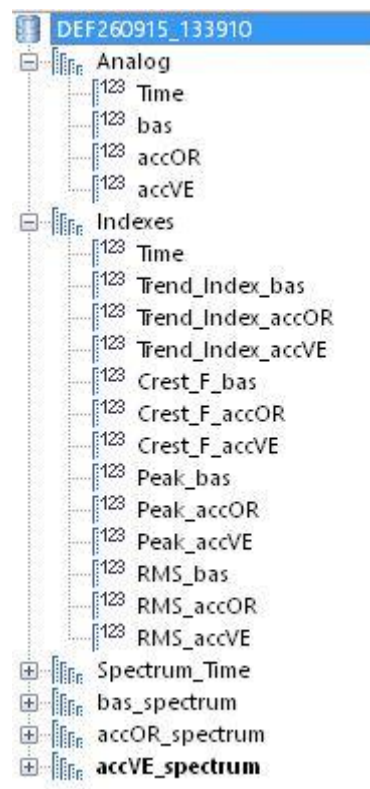 DEF260915_133910
Analog
123 Time
123 bas
123 accOR
123 accVE
Indexes
123 Time
123 Trend_Index_bas
123 Trend_Index_accOR
123 Trend_Index_accVE
123 Crest_F_bas
123 Crest_F_accOR
123 Crest_F_accVE
123 Peak_bas
123 Peak_accOR
123 Peak_accVE
123 RMS_bas
123 RMS_accOR
123 RMS_accVE
Spectrum_Time
bas_spectrum
accOR_spectrum
accVE_spectrum